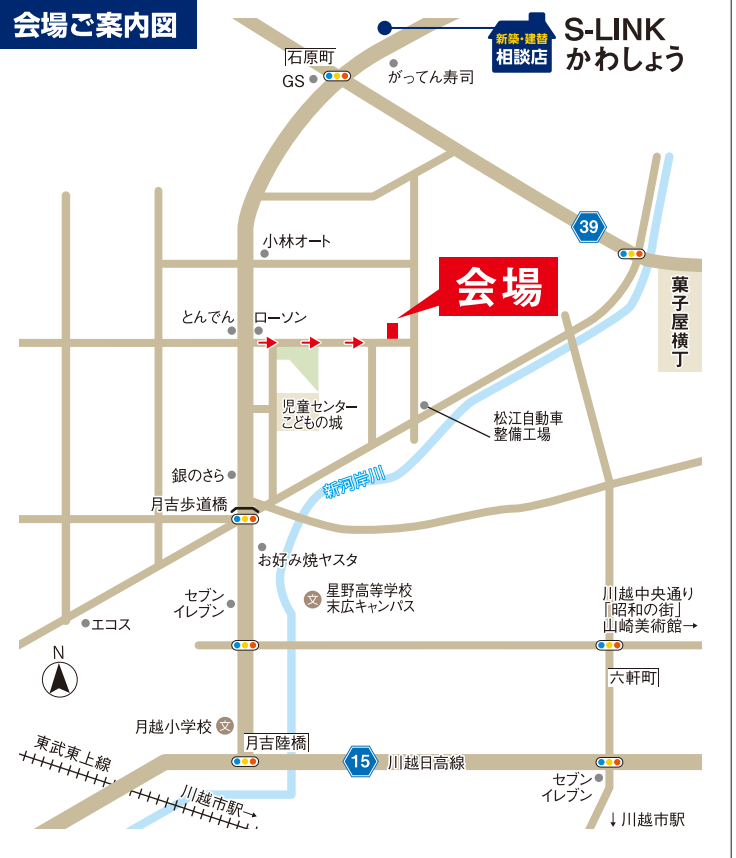 会場ご案内図
新築・建替
相談店
S-LINK
かわしょう
石原町
GS
がってん寿司
39
小林オート
会場
菓子屋横丁
とんでん
ローソン
児童センター
こどもの城
松江自動車
整備工場
銀のさら
新河岸川
月吉歩道橋
お好み焼ヤスタ
セブン
イレブン
文
星野高等学校
末広キャンパス
川越中央通り
「昭和の街」
山崎美術館→
エコス
N
六軒町
月越小学校
文
月吉陸橋
東武東上線
15
川越日高線
セブン
イレブン
川越市駅→
↓川越市駅